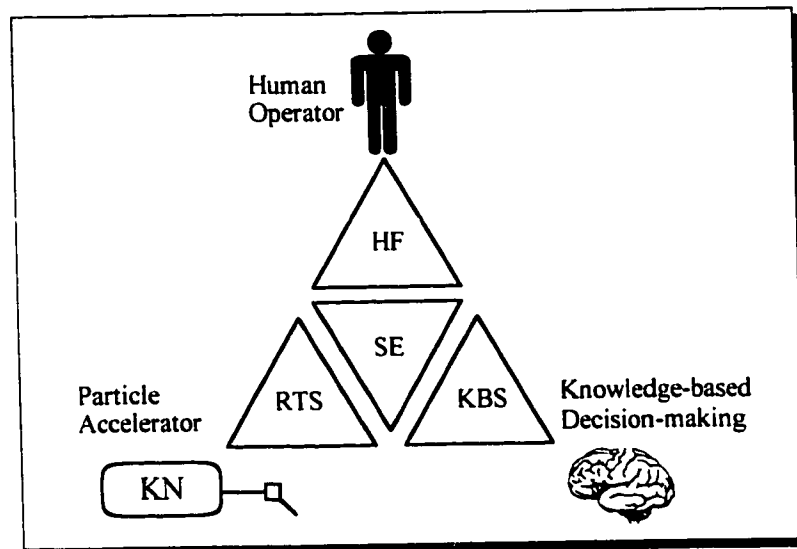 Human
Operator
HF
SE
RTS
KBS
Particle
Accelerator
Knowledge-based
Decision-making
KN